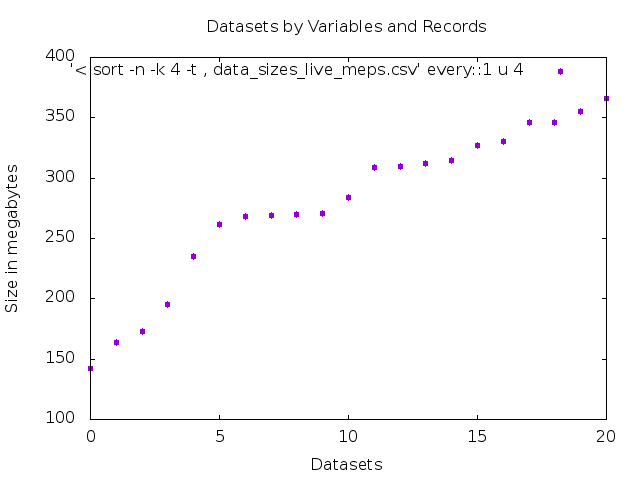 Datasets by Variables and Records
400
'< sort -n -k 4 -t , data_sizes_live_meps.csv' every::1 u 4
350
300
250
200
150
100
Size in megabytes
0 5 10 15 20
Datasets